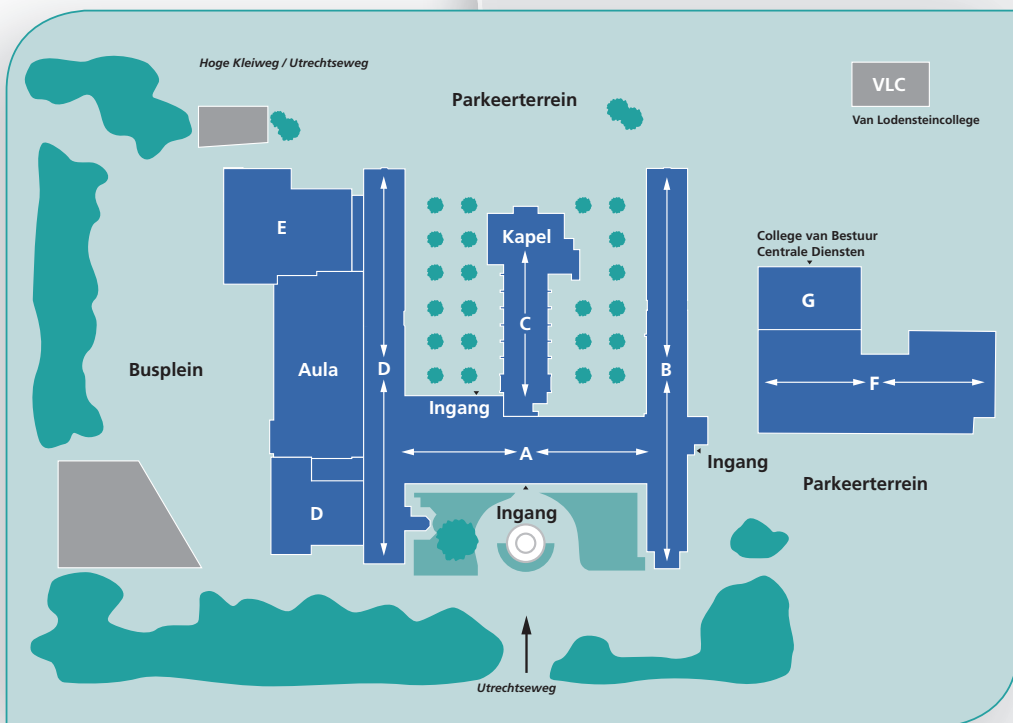 Hoge Kleiweg / Utrechtseweg
Parkeerterrein
VLC
Van Lodensteincollege
E
Kapel
College van Bestuur
Centrale Diensten
G
C
Busplein
Aula
D
B
F
Ingang
A
Ingang
Parkeerterrein
D
Ingang
Utrechtseweg